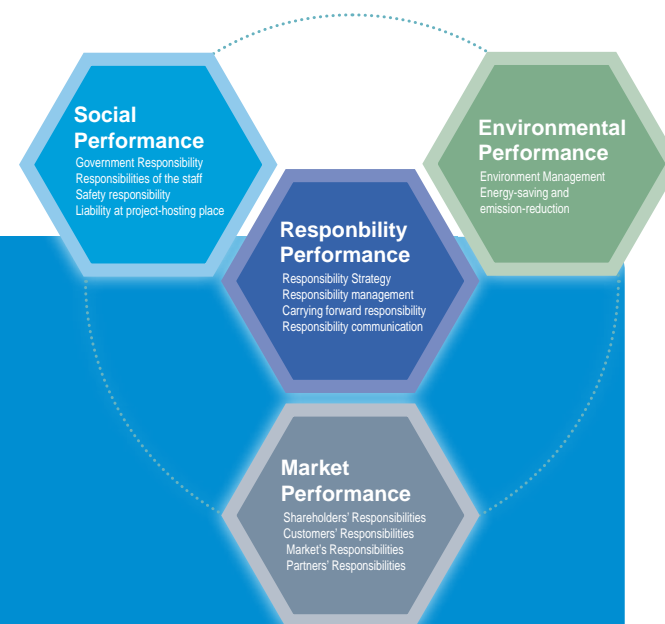 Social
Performance
Government Responsibility
Responsibilities of the staff
Safety responsibility
Liability at project-hosting place
Environmental
Performance
Environment Management
Energy-saving and
emission-reduction
Responbility
Performance
Responsibility Strategy
Responsibility management
Carrying forward responsibility
Responsibility communication
Market
Performance
Shareholders' Responsibilities
Customers' Responsibilities
Market's Responsibilities
Partners' Responsibilities